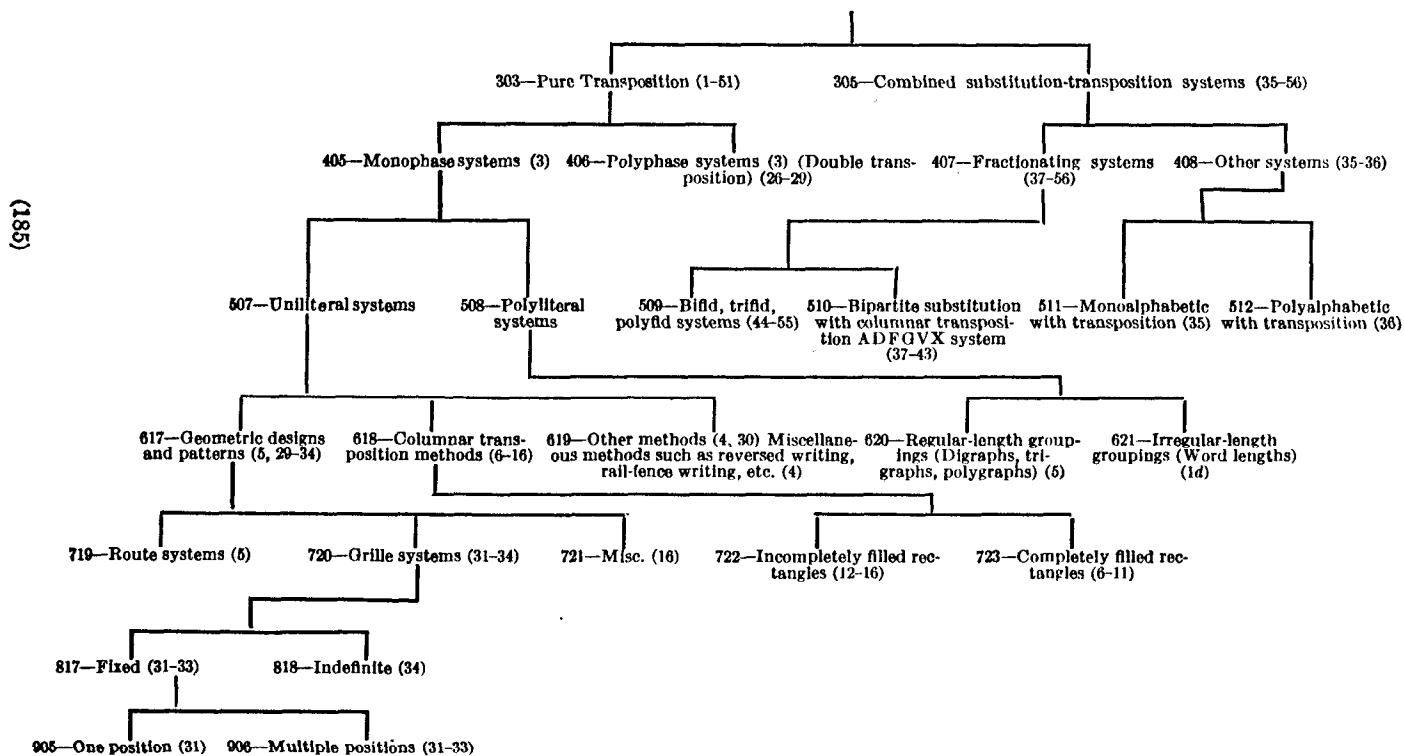 303—Pure Transposition (1-51)
305—Combined substitution-transposition systems (35-56)
405—Monophase systems (3)
406—Polyphase systems (3) (Double trans-
position) (26-29)
407—Fractionating systems
(37-56)
408—Other systems (35-36)
(185)
507—Uniliteral systems
508—Polyliteral
systems
509—Bifid, trifid,
polyfid systems (44-55)
510—Bipartite substitution
with columnar transposi-
tion ADFGVX system
(37-43)
511—Monoalphabetic
with transposition (35)
512—Polyalphabetic
with transposition (36)
617—Geometric designs
and patterns (5, 29-34)
618—Columnar trans-
position methods (6-16)
619—Other methods (4, 30) Miscellane-
ous methods such as reversed writing,
rail-fence writing, etc. (4)
620—Regular-length group-
ings (Digraphs, tri-
graphs, polygraphs) (5)
621—Irregular-length
groupings (Word lengths)
(1d)
719—Route systems (5)
720—Grille systems (31-34)
721—Misc. (16)
722—Incompletely filled rec-
tangles (12-16)
723—Completely filled rec-
tangles (6-11)
817—Fixed (31-33)
818—Indefinite (34)
905—One position (31)
906—Multiple positions (31-33)